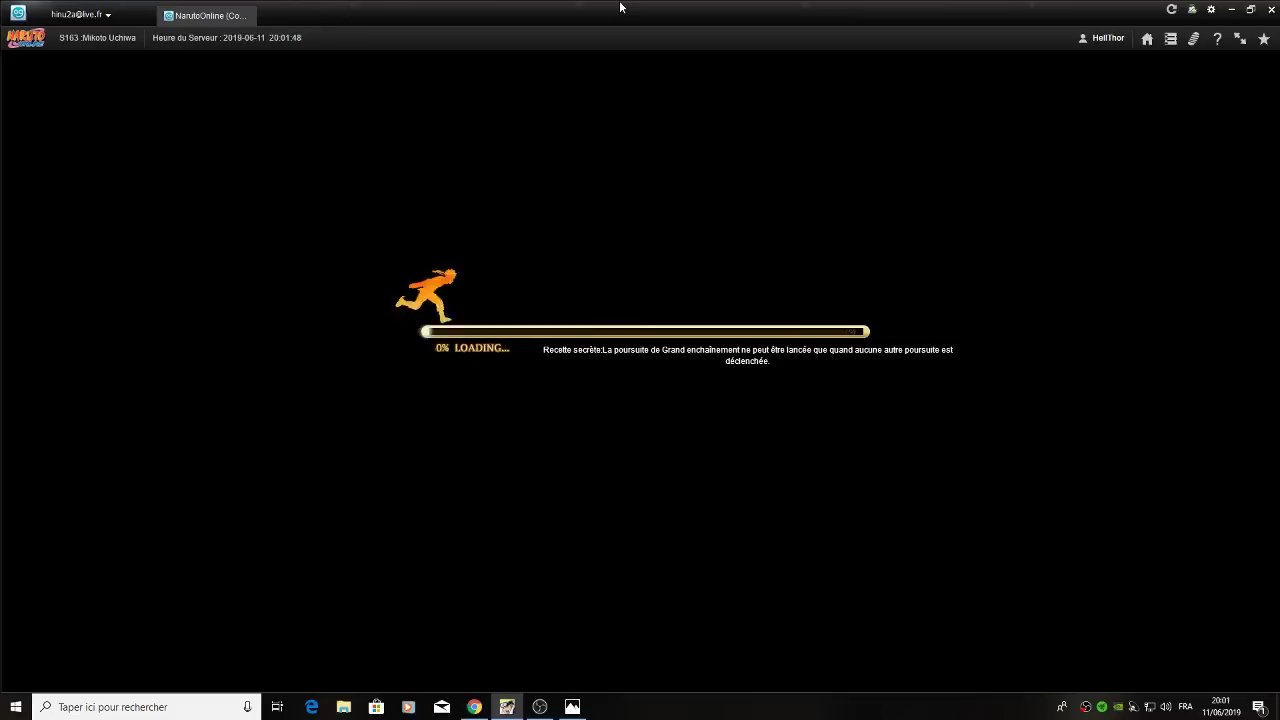 hinu2a@live.fr
NarutoOnline (Co...
NARUTO
ONLINE
S163 :Mikoto Uchiwa
Heure du Serveur : 2019-06-11 20:01:48
HellThor
0% LOADING...
Recette secrète:La poursuite de Grand enchaînement ne peut être lancée que quand aucune autre poursuite est
déclenchée.
Taper ici pour rechercher
FRA
20:01
11/06/2019